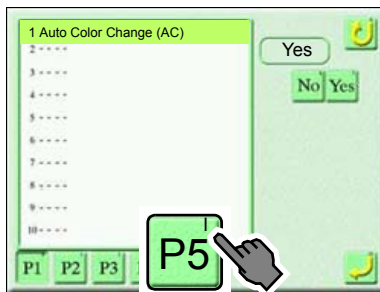 1 Auto Color Change (AC)
2 - - - -
3 - - - -
4 - - - -
5 - - - -
6 - - - -
7 - - - -
8 - - - -
9 - - - -
10 - - - -
Yes
No Yes
P1 P2 P3
P5